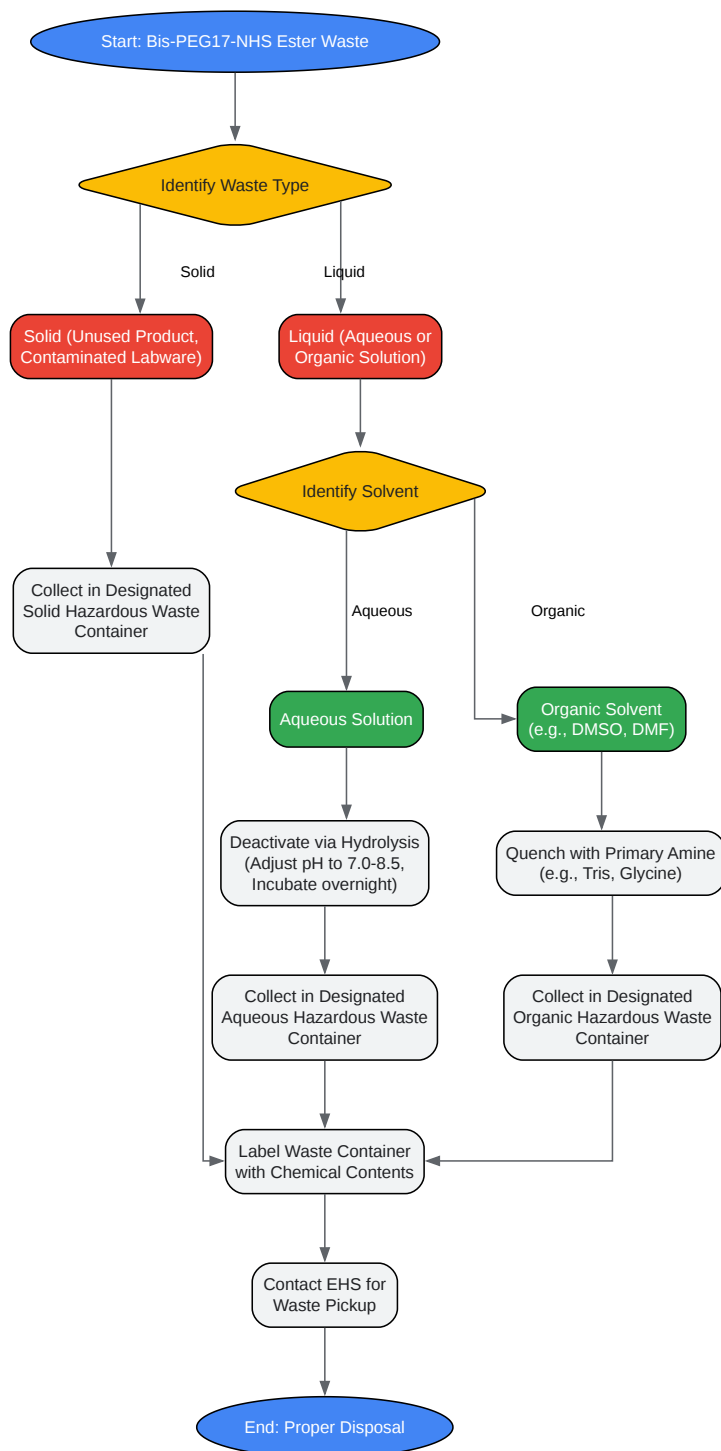 Start: Bis-PEG17-NHS Ester Waste
Identify Waste Type
Solid
Liquid
Solid (Unused Product,
Contaminated Labware)
Liquid (Aqueous or
Organic Solution)
Identify Solvent
Collect in Designated
Solid Hazardous Waste
Container
Aqueous
Organic
Aqueous Solution
Organic Solvent
(e.g., DMSO, DMF)
Deactivate via Hydrolysis
(Adjust pH to 7.0-8.5,
Incubate overnight)
Quench with Primary Amine
(e.g., Tris, Glycine)
Collect in Designated
Aqueous Hazardous Waste
Container
Collect in Designated
Organic Hazardous Waste
Container
Label Waste Container
with Chemical Contents
Contact EHS for
Waste Pickup
End: Proper Disposal